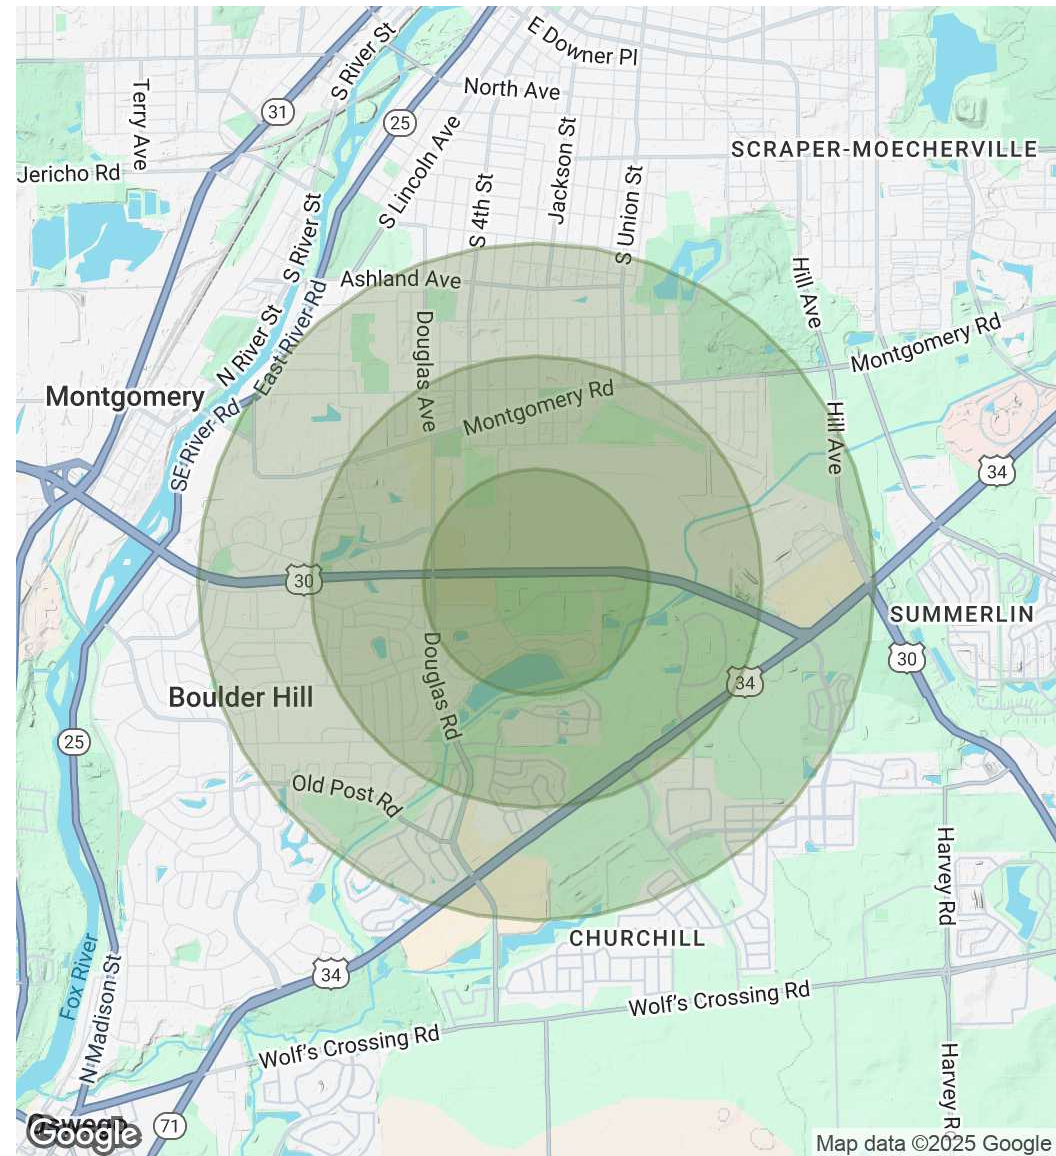 E Downer Pl
S River St
North Ave
Terry Ave
31
25
S Lincoln Ave
Jackson St
SCRAPER-MOECHERVILLE
Jericho Rd
S 4th St
S Union St
S River St
Ashland Ave
Hill Ave
East River Rd
N River St
Douglas Ave
Montgomery Rd
Montgomery
Montgomery Rd
SE River Rd
Hill Ave
34
30
SUMMERLIN
Douglas Rd
30
34
Boulder Hill
25
Old Post Rd
Harvey Rd
CHURCHILL
Fox River
34
N Madison St
Wolf's Crossing Rd
Wolf's Crossing Rd
Harvey Rd
Oswego
Google
71
Map data ©2025 Google